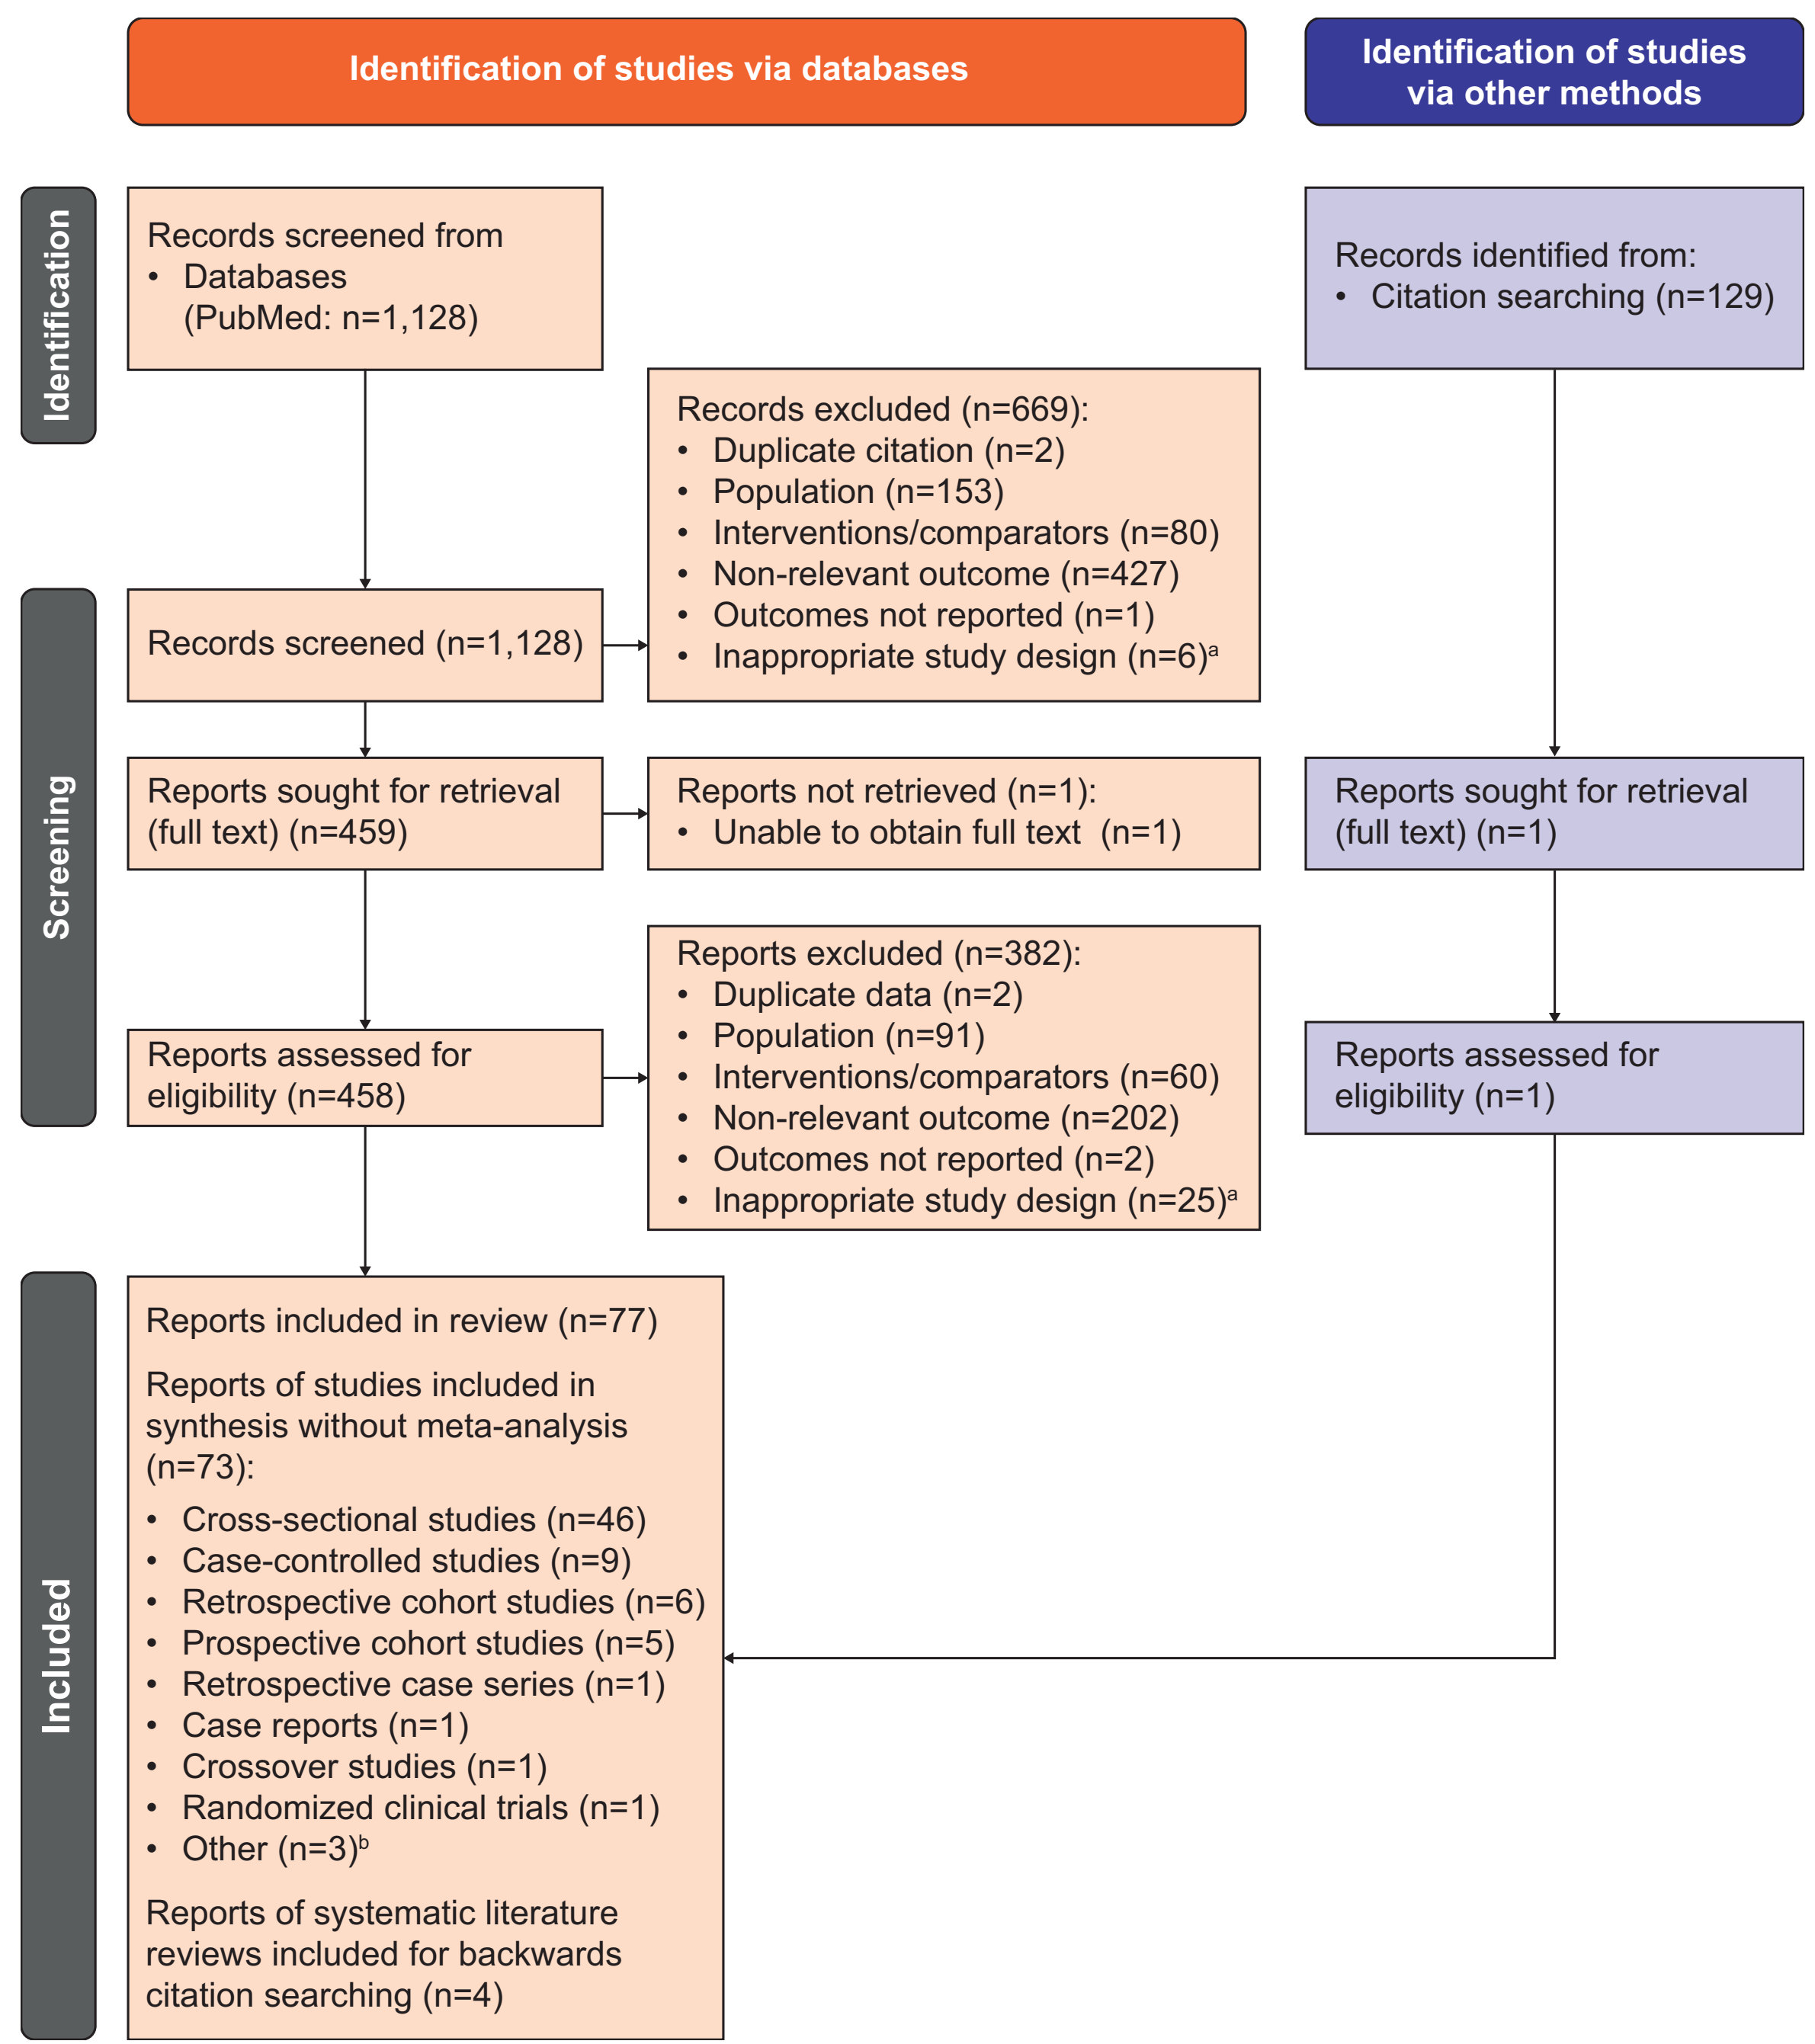 Identification of studies via databases
Identification of studies
via other methods
Identification
Records screened from
• Databases
(PubMed: n=1,128)
Records identified from:
• Citation searching (n=129)
Records excluded (n=669):
• Duplicate citation (n=2)
• Population (n=153)
• Interventions/comparators (n=80)
• Non-relevant outcome (n=427)
• Outcomes not reported (n=1)
• Inappropriate study design (n=6)a
Screening
Records screened (n=1,128)
Reports sought for retrieval
(full text) (n=459)
Reports not retrieved (n=1):
• Unable to obtain full text (n=1)
Reports sought for retrieval
(full text) (n=1)
Reports assessed for
eligibility (n=458)
Reports excluded (n=382):
• Duplicate data (n=2)
• Population (n=91)
• Interventions/comparators (n=60)
• Non-relevant outcome (n=202)
• Outcomes not reported (n=2)
• Inappropriate study design (n=25)a
Reports assessed for
eligibility (n=1)
Included
Reports included in review (n=77)
Reports of studies included in
synthesis without meta-analysis
(n=73):
• Cross-sectional studies (n=46)
• Case-controlled studies (n=9)
• Retrospective cohort studies (n=6)
• Prospective cohort studies (n=5)
• Retrospective case series (n=1)
• Case reports (n=1)
• Crossover studies (n=1)
• Randomized clinical trials (n=1)
• Other (n=3)b
Reports of systematic literature
reviews included for backwards
citation searching (n=4)